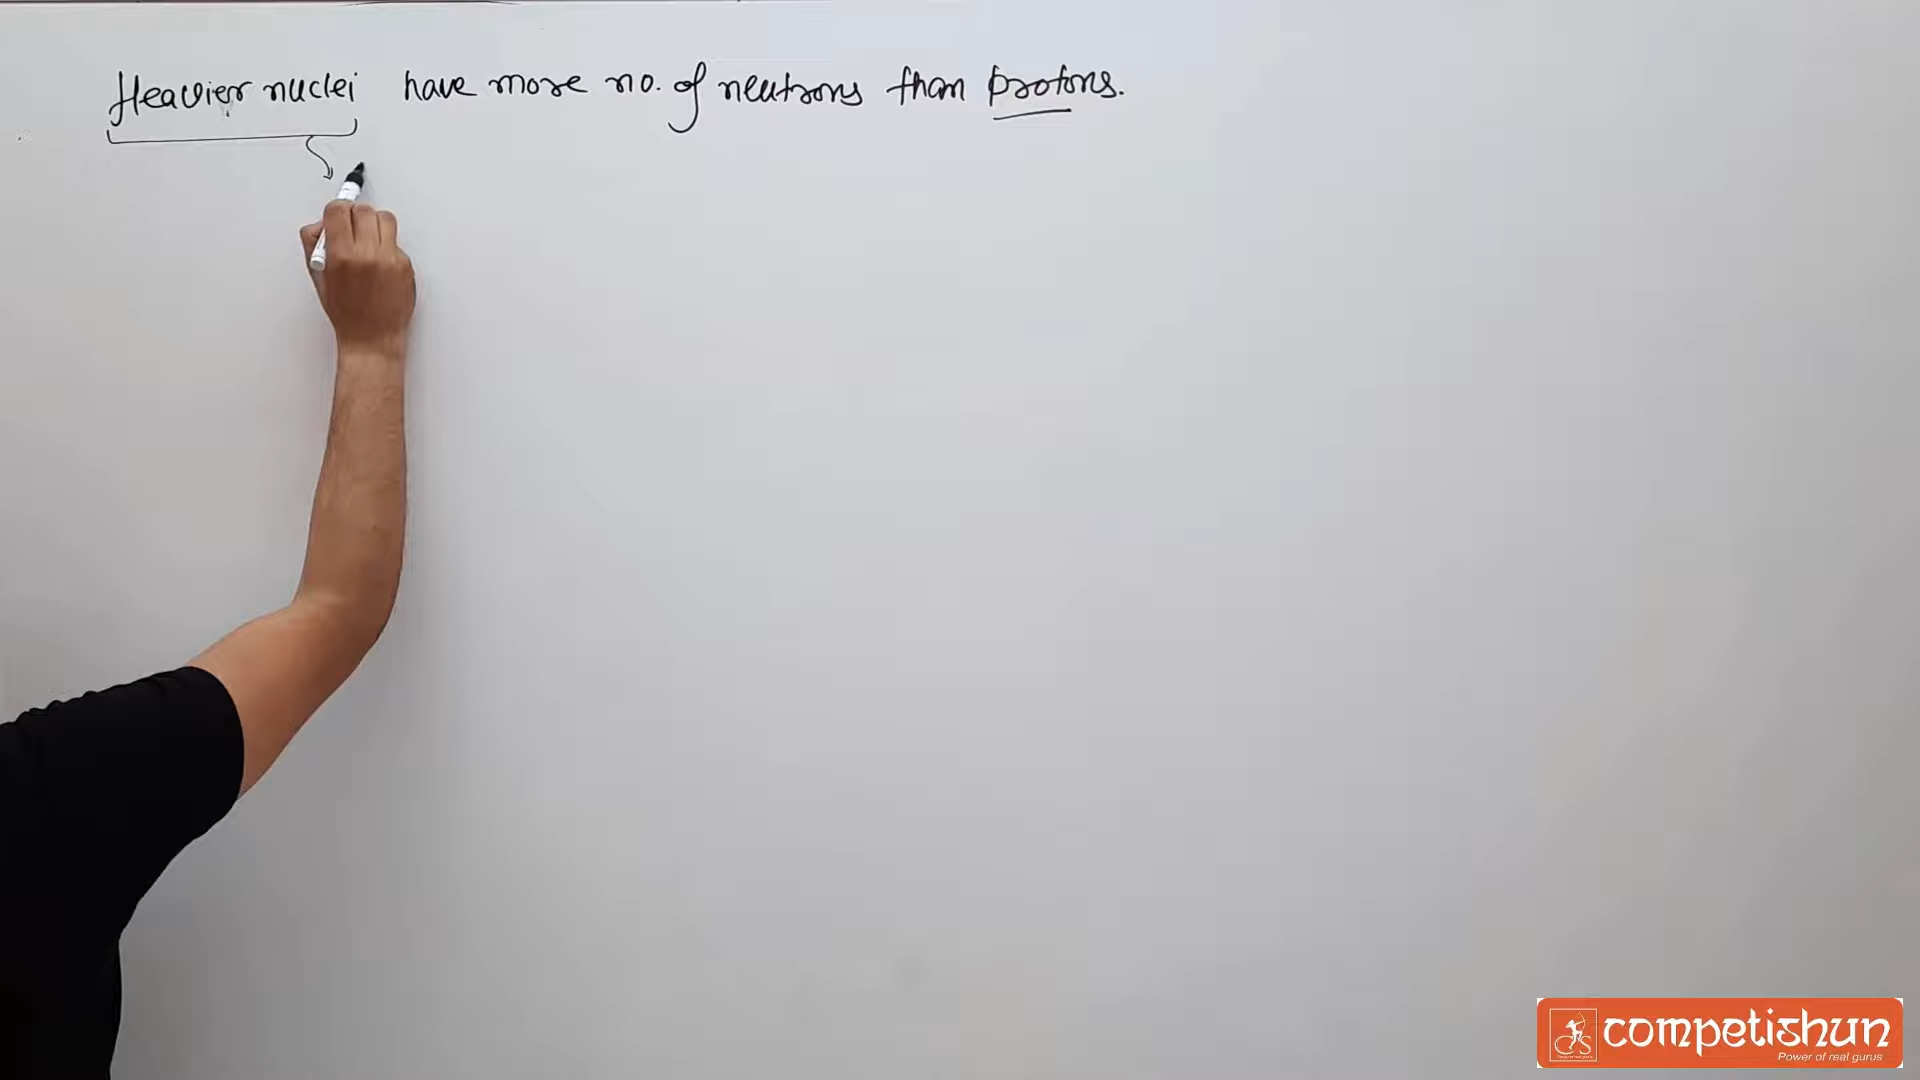 Heavier nuclei have more no. of neutrons than protons.
competishun
Power of real gurus